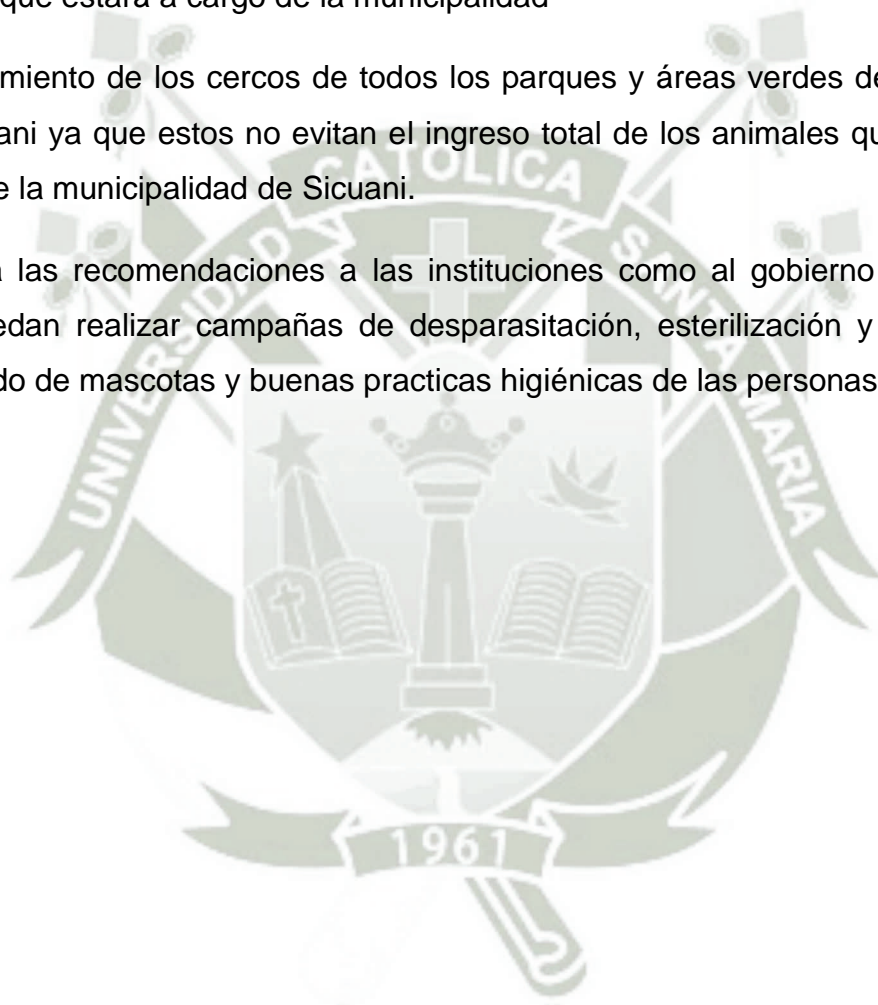 que estará a cargo de la municipalidad
miento de los cercos de todos los parques y áreas verdes de
ani ya que estos no evitan el ingreso total de los animales qu
e la municipalidad de Sicuani.
a las recomendaciones a las instituciones como al gobierno
edan realizar campañas de desparasitación, esterilización y
do de mascotas y buenas practicas higiénicas de las personas
UNIVERSIDAD CATOLICA SANTA MARIA
1961